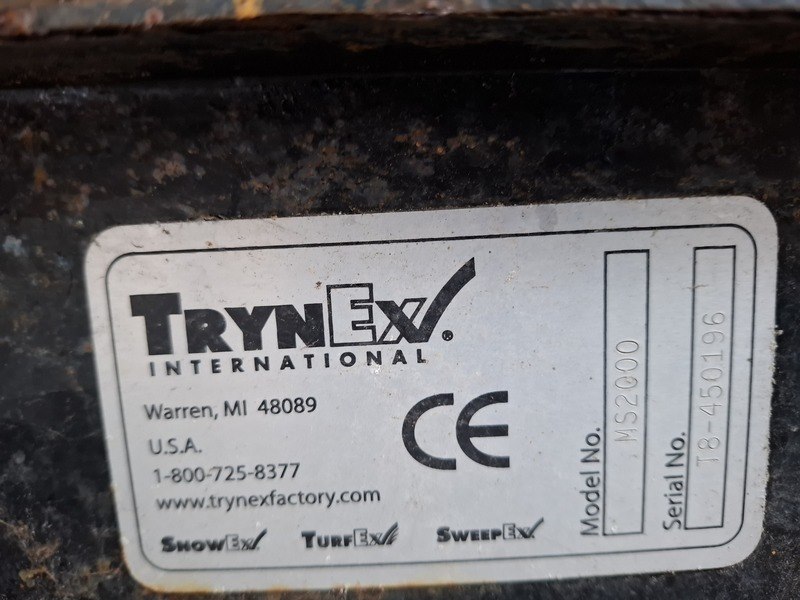 TRYNEX®
INTERNATIONAL
Warren, MI 48089
U.S.A.
1-800-725-8377
www.trynexfactory.com
SNOWEX
TURFEX
SWEEPEX
CE
Model No. MS2000
Serial No. T8-450196